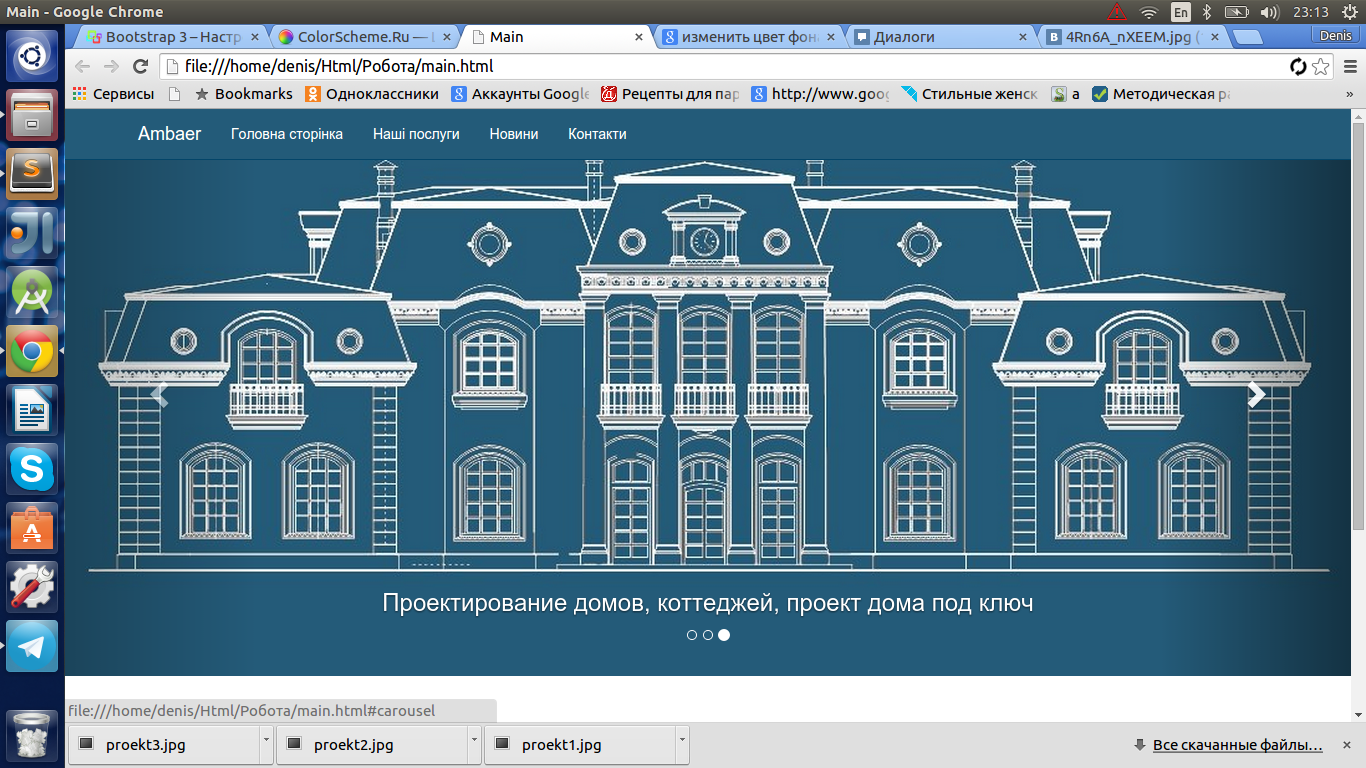 Main - Google Chrome
En
23:13
Bootstrap 3 – Настр
ColorScheme.Ru —
Main
изменить цвет фон
Диалоги
4Rn6A_nXEEM.jpg (
Denis
file:///home/denis/Html/Робота/main.html
Сервисы
Bookmarks
Одноклассники
Аккаунты Google
Рецепты для пар
http://www.goog
Стильные женск
а
Методическая ра
»
Ambaer
Головна сторінка
Наші послуги
Новини
Контакти
Проектирование домов, коттеджей, проект дома под ключ
file:///home/denis/Html/Робота/main.html#carousel
proekt3.jpg
proekt2.jpg
proekt1.jpg
Все скачанные файлы...